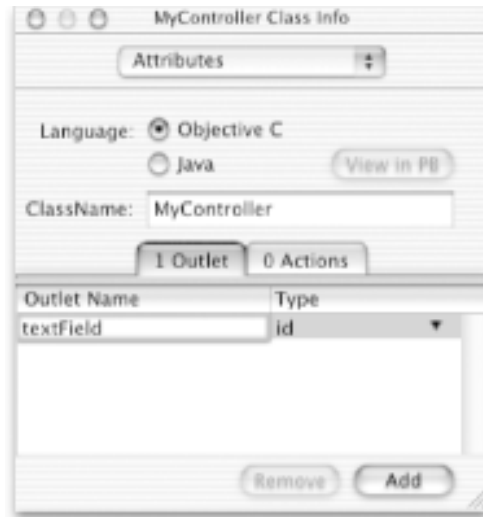 MyController Class Info
Attributes
Language: Objective C
Java View in PB
ClassName: MyController
1 Outlet 0 Actions
Outlet Name Type
textField id
Remove Add